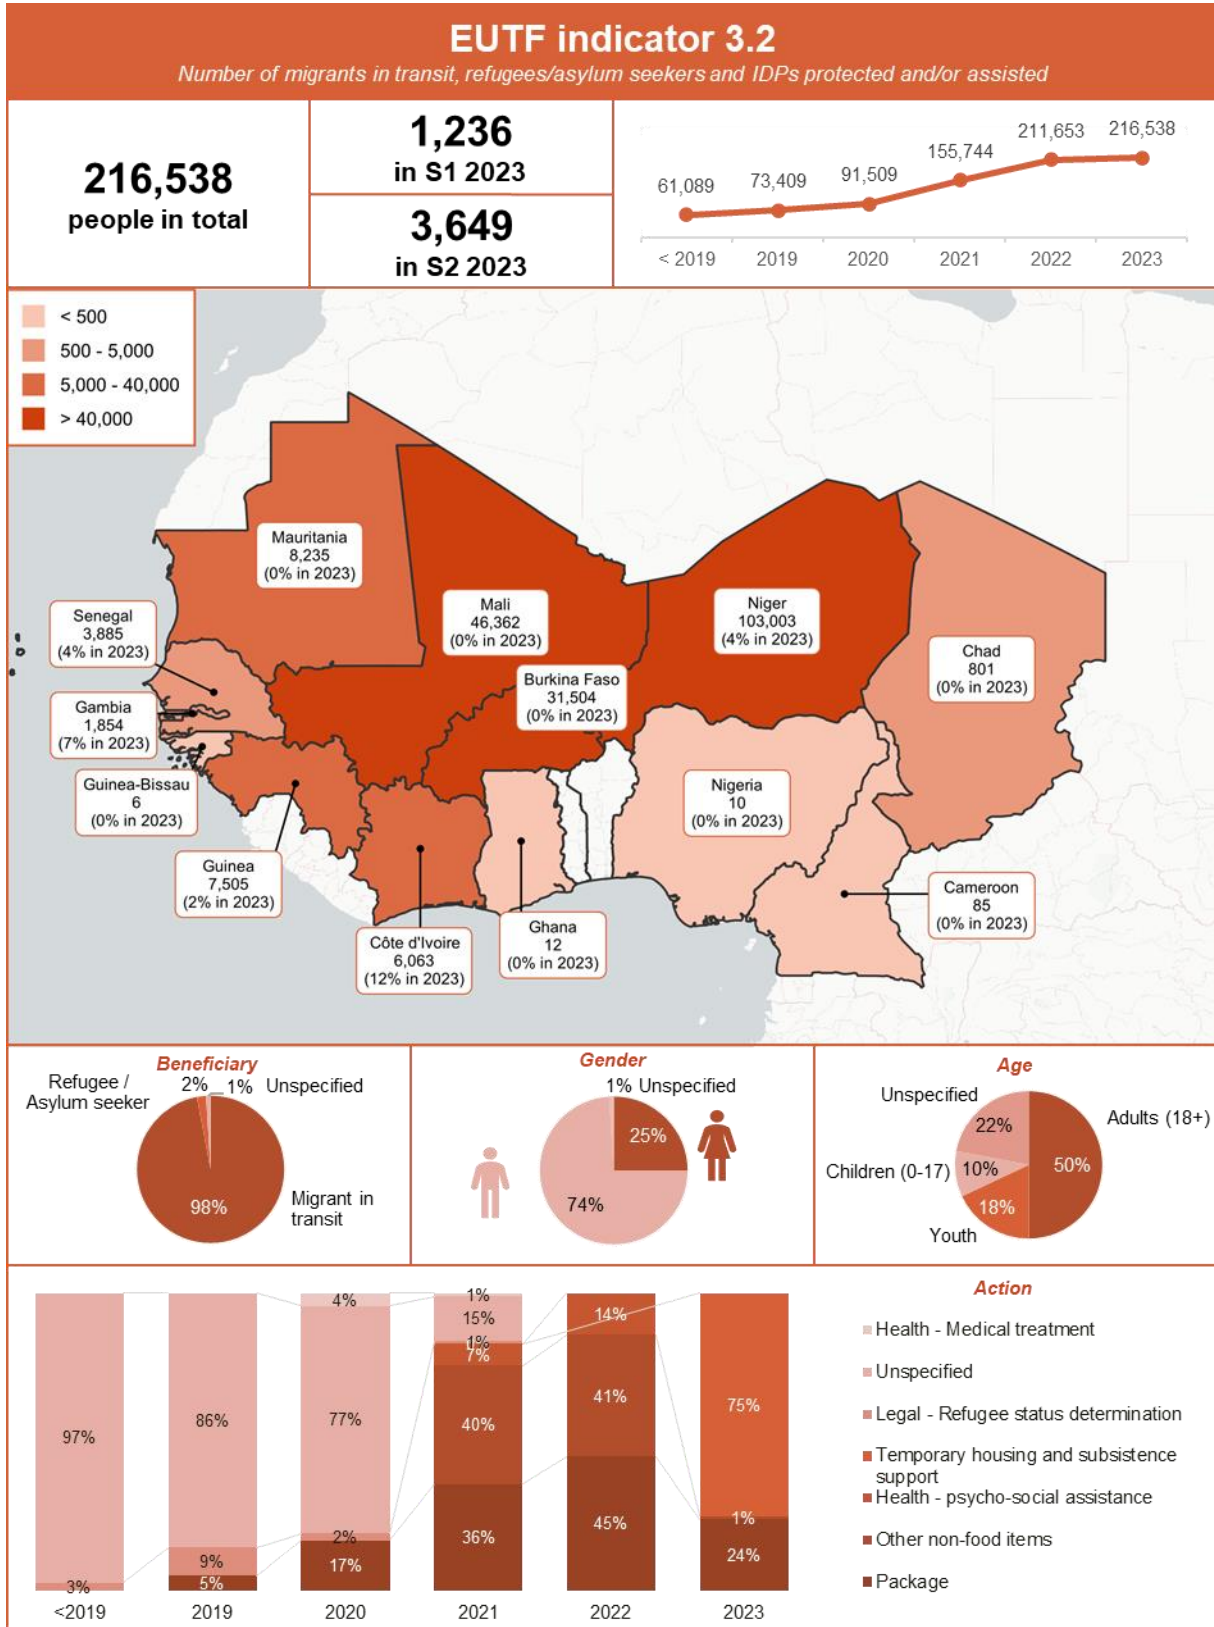 EUTF indicator 3.2
Number of migrants in transit, refugees/asylum seekers and IDPs protected and/or assisted
216,538
people in total
1,236
in S1 2023
3,649
in S2 2023
61,089
73,409
91,509
155,744
211,653
216,538
< 2019
2019
2020
2021
2022
2023
< 500
500 - 5,000
5,000 - 40,000
> 40,000
Mauritania
8,235
(0% in 2023)
Mali
46,362
(0% in 2023)
Niger
103,003
(4% in 2023)
Senegal
3,885
(4% in 2023)
Chad
801
(0% in 2023)
Burkina Faso
31,504
(0% in 2023)
Gambia
1,854
(7% in 2023)
Guinea-Bissau
6
(0% in 2023)
Nigeria
10
(0% in 2023)
Guinea
7,505
(2% in 2023)
Cameroon
85
(0% in 2023)
Ghana
12
(0% in 2023)
Côte d'Ivoire
6,063
(12% in 2023)
Beneficiary
Refugee /
Asylum seeker
2%
1%
Unspecified
98%
Migrant in
transit
Gender
1% Unspecified
25%
74%
Age
Unspecified
22%
Adults (18+)
Children (0-17)
10%
50%
18%
Youth
97%
3%
<2019
86%
9%
5%
2019
4%
77%
2%
17%
2020
1%
15%
1%
7%
40%
36%
2021
14%
41%
45%
2022
75%
1%
24%
2023
Action
Health - Medical treatment
Unspecified
Legal - Refugee status determination
Temporary housing and subsistence
support
Health - psycho-social assistance
Other non-food items
Package